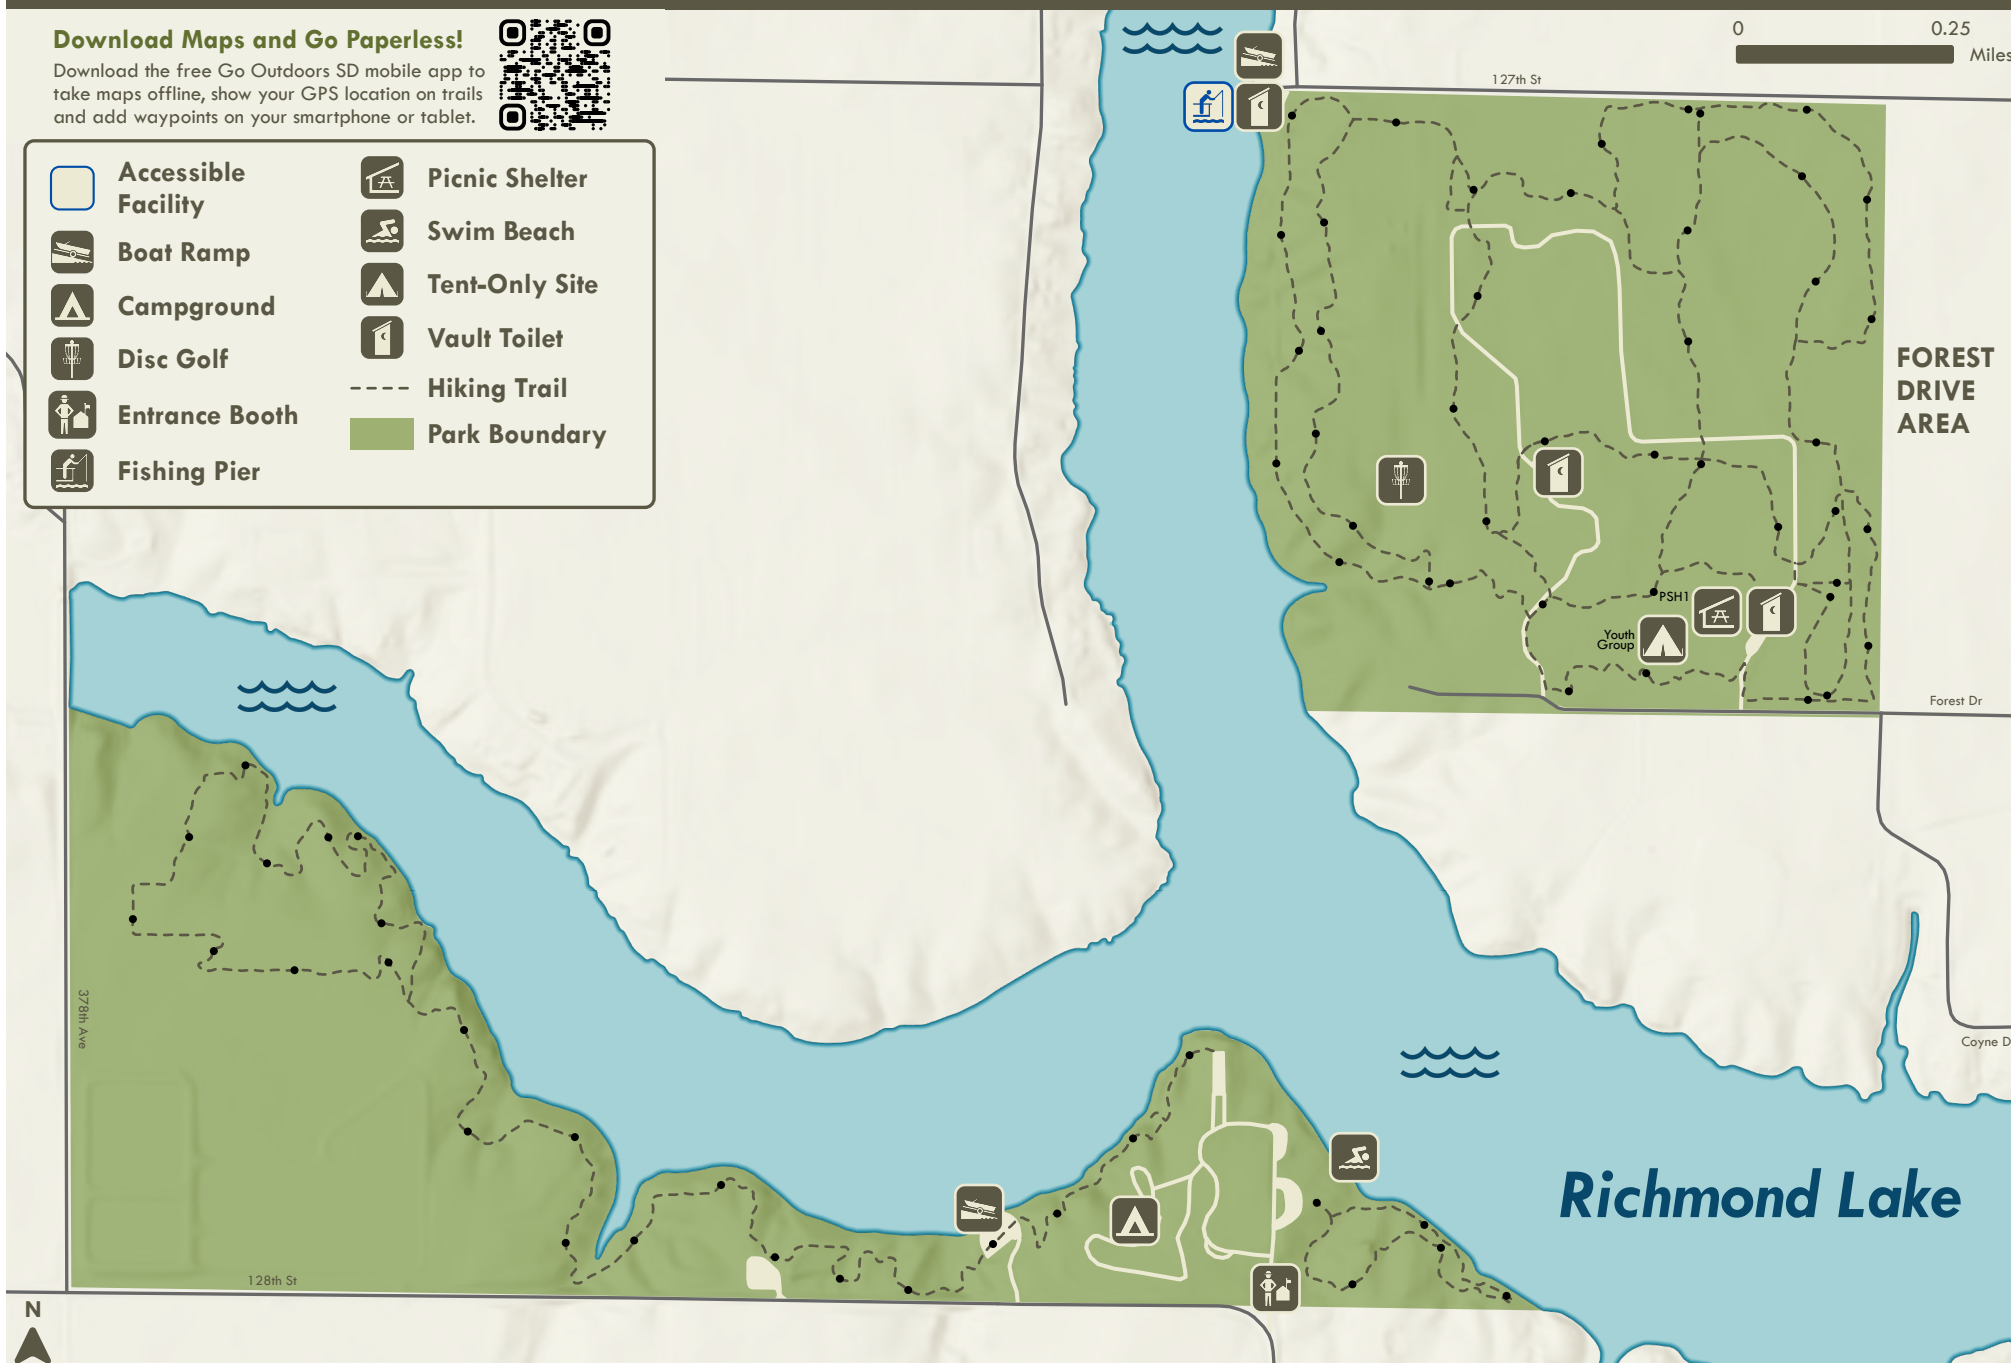 Download Maps and Go Paperless!
Download the free Go Outdoors SD mobile app to
take maps offline, show your GPS location on trails
and add waypoints on your smartphone or tablet.
Accessible
Facility
Boat Ramp
Campground
Disc Golf
Entrance Booth
Fishing Pier
Picnic Shelter
Swim Beach
Tent-Only Site
Vault Toilet
Hiking Trail
Park Boundary
0 0.25
Miles
127th St
FOREST
DRIVE
AREA
PSH1
Youth
Group
Forest Dr
378th Ave
Coyne D
Richmond Lake
128th St
N